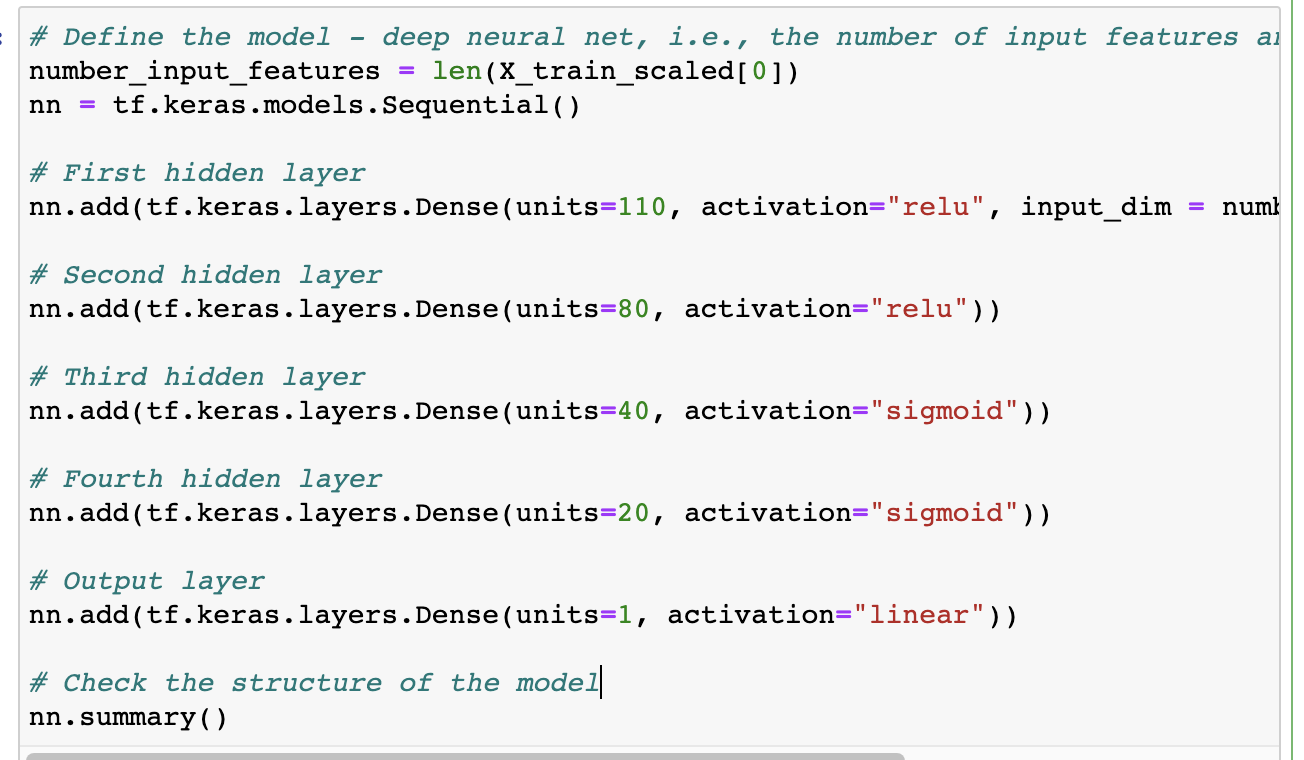 # Define the model - deep neural net, i.e., the number of input features
number_input_features = len(X_train_scaled[0])
nn = tf.keras.models.Sequential()
# First hidden layer
nn.add(tf.keras.layers.Dense(units=110, activation="relu", input_dim =
# Second hidden layer
nn.add(tf.keras.layers.Dense(units=80, activation="relu"))
# Third hidden layer
nn.add(tf.keras.layers.Dense(units=40, activation="sigmoid"))
# Fourth hidden layer
nn.add(tf.keras.layers.Dense(units=20, activation="sigmoid"))
# Output layer
nn.add(tf.keras.layers.Dense(units=1, activation="linear"))
# Check the structure of the model
nn.summary()